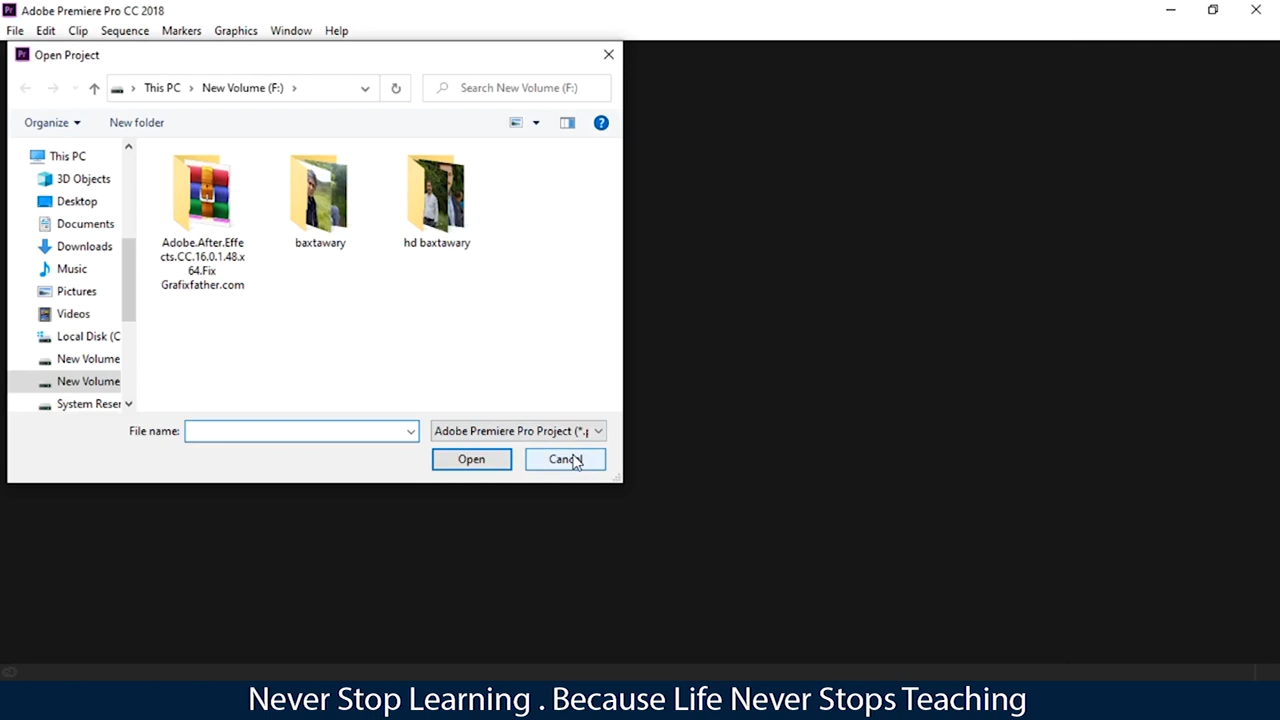 Adobe Premiere Pro CC 2018
File Edit Clip Sequence Markers Graphics Window Help
Open Project
This PC › New Volume (F:) ›
Search New Volume (F:)
Organize
New folder
This PC
3D Objects
Desktop
Documents
Downloads
Music
Pictures
Videos
Local Disk (C
New Volume
New Volume
System Reser
Adobe.After.Effe
cts.CC.16.0.1.48.x
64.Fix
Grafixfather.com
baxtawary
hd baxtawary
File name:
Adobe Premiere Pro Project (*.p
Open
Cancel
Never Stop Learning . Because Life Never Stops Teaching